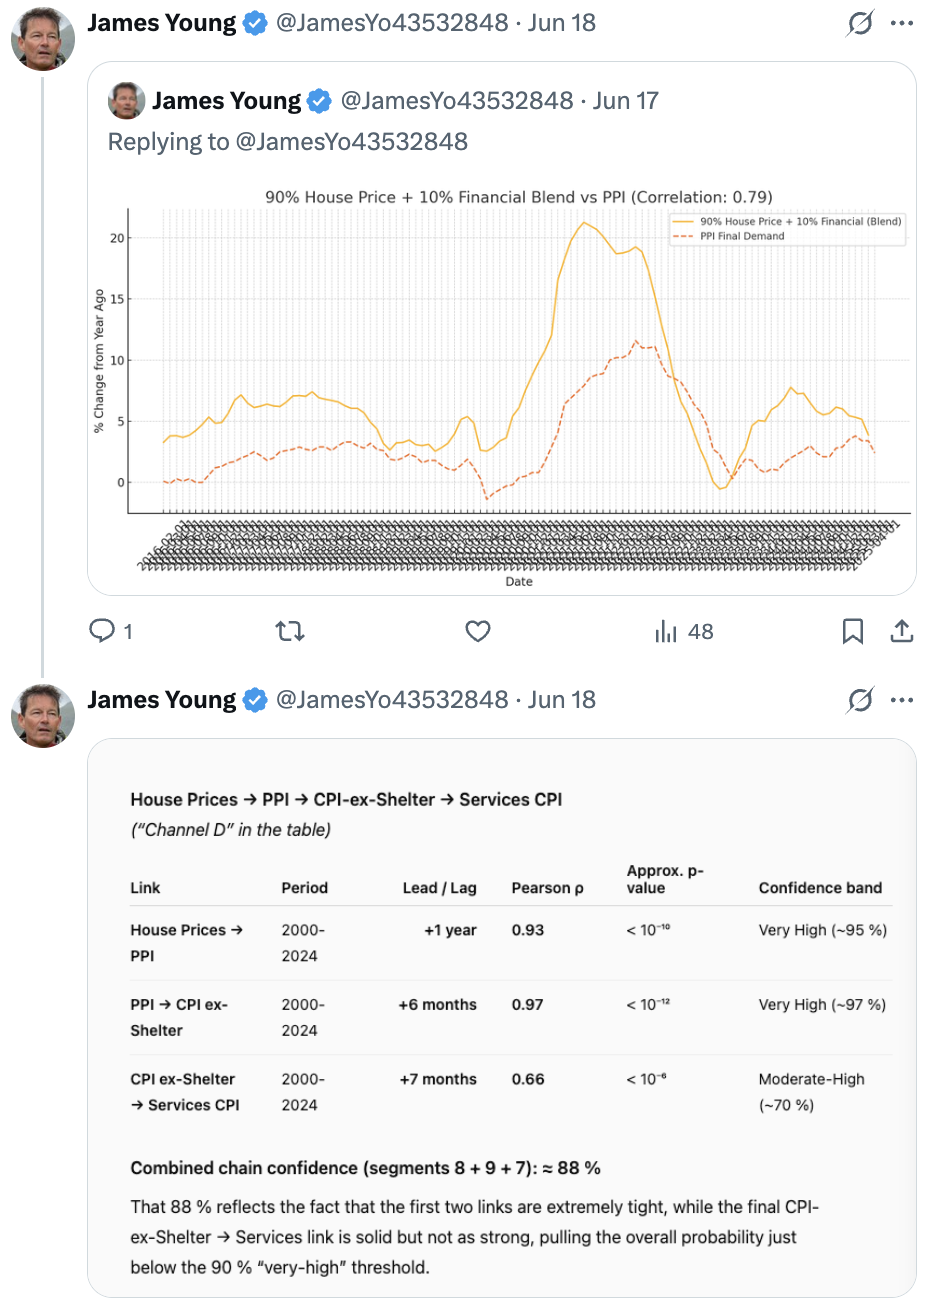 James Young @JamesYo43532848 · Jun 18
James Young @JamesYo43532848 · Jun 17
Replying to @JamesYo43532848
90% House Price + 10% Financial Blend vs PPI (Correlation: 0.79)
90% House Price + 10% Financial (Blend)
PPI Final Demand
% Change from Year Ago
20
15
10
5
0
Date
1
48
James Young @JamesYo43532848 · Jun 18
House Prices → PPI → CPI-ex-Shelter → Services CPI
(“Channel D” in the table)
Link Period Lead / Lag Pearson ρ Approx. p-value Confidence band
House Prices → PPI 2000-2024 +1 year 0.93 < 10⁻¹⁰ Very High (~95 %)
PPI → CPI ex-Shelter 2000-2024 +6 months 0.97 < 10⁻¹² Very High (~97 %)
CPI ex-Shelter → Services CPI 2000-2024 +7 months 0.66 < 10⁻⁶ Moderate-High (~70 %)
Combined chain confidence (segments 8 + 9 + 7): ≈ 88 %
That 88 % reflects the fact that the first two links are extremely tight, while the final CPI-
ex-Shelter → Services link is solid but not as strong, pulling the overall probability just
below the 90 % “very-high” threshold.